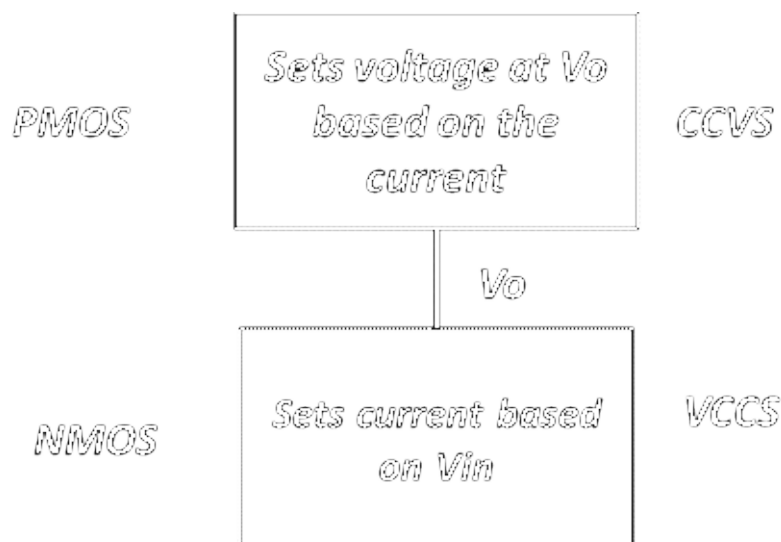 Sets voltage at Vo
PMOS
based on the
CCVS
current
Vo
Sets current based
VCCS
NMOS
on Vin